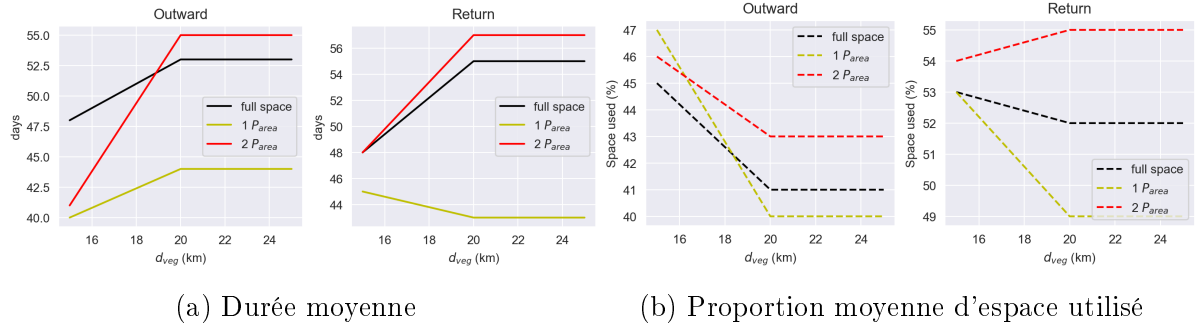 Outward
55.0
52.5
50.0
47.5
45.0
42.5
40.0
days
16 18 20 22 24
d_veg (km)
full space
1 P_area
2 P_area
Return
56
54
52
50
48
46
44
days
16 18 20 22 24
d_veg (km)
full space
1 P_area
2 P_area
(a) Durée moyenne
Outward
47
46
45
44
43
42
41
40
Space used (%)
16 18 20 22 24
d_veg (km)
full space
1 P_area
2 P_area
Return
55
54
53
52
51
50
49
Space used (%)
16 18 20 22 24
d_veg (km)
full space
1 P_area
2 P_area
(b) Proportion moyenne d'espace utilisé